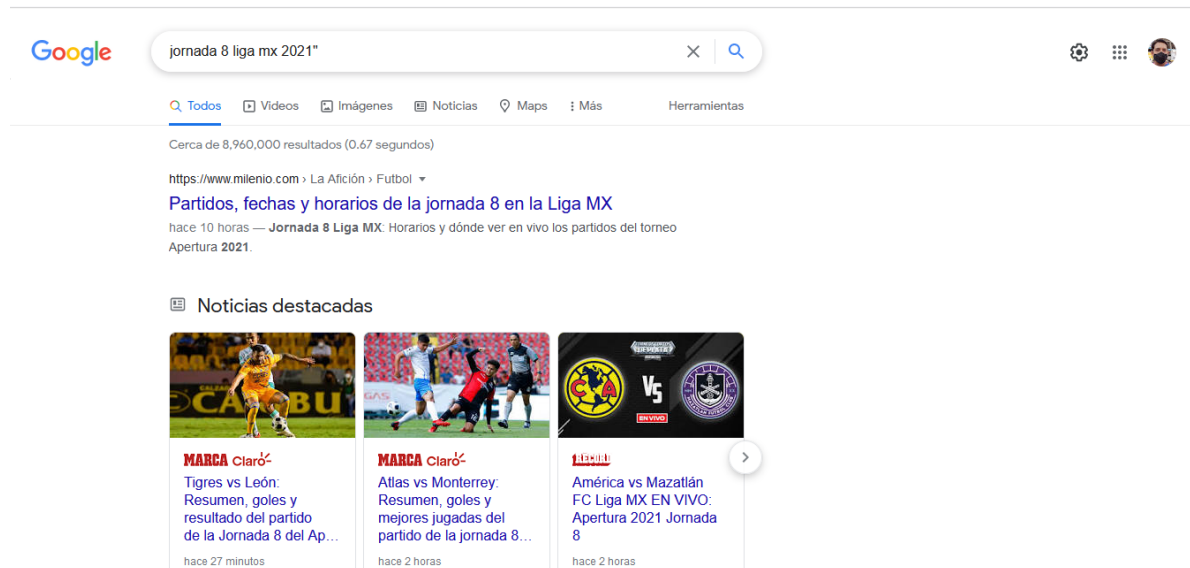 Google
jornada 8 liga mx 2021"
Todos Videos Imágenes Noticias Maps Más Herramientas
Cerca de 8,960,000 resultados (0.67 segundos)
https://www.milenio.com › La Afición › Futbol
Partidos, fechas y horarios de la jornada 8 en la Liga MX
hace 10 horas — Jornada 8 Liga MX: Horarios y dónde ver en vivo los partidos del torneo
Apertura 2021.
Noticias destacadas
CA
VS
EN VIVO
MARCA Claro
Tigres vs León:
Resumen, goles y
resultado del partido
de la Jornada 8 del Ap...
hace 27 minutos
MARCA Claro
Atlas vs Monterrey:
Resumen, goles y
mejores jugadas del
partido de la jornada 8...
hace 2 horas
RÉCORD
América vs Mazatlán
FC Liga MX EN VIVO:
Apertura 2021 Jornada
8
hace 2 horas